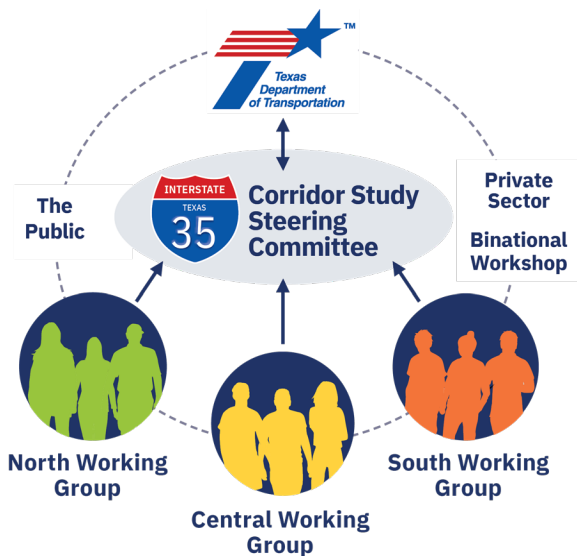 TM
Texas
Department
of Transportation
The
Public
INTERSTATE
TEXAS
35
Corridor Study
Steering
Committee
Private
Sector
Binational
Workshop
North Working
Group
Central Working
Group
South Working
Group